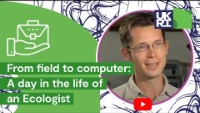 UK
RI
From field to computer:
A day in the life of
an Ecologist